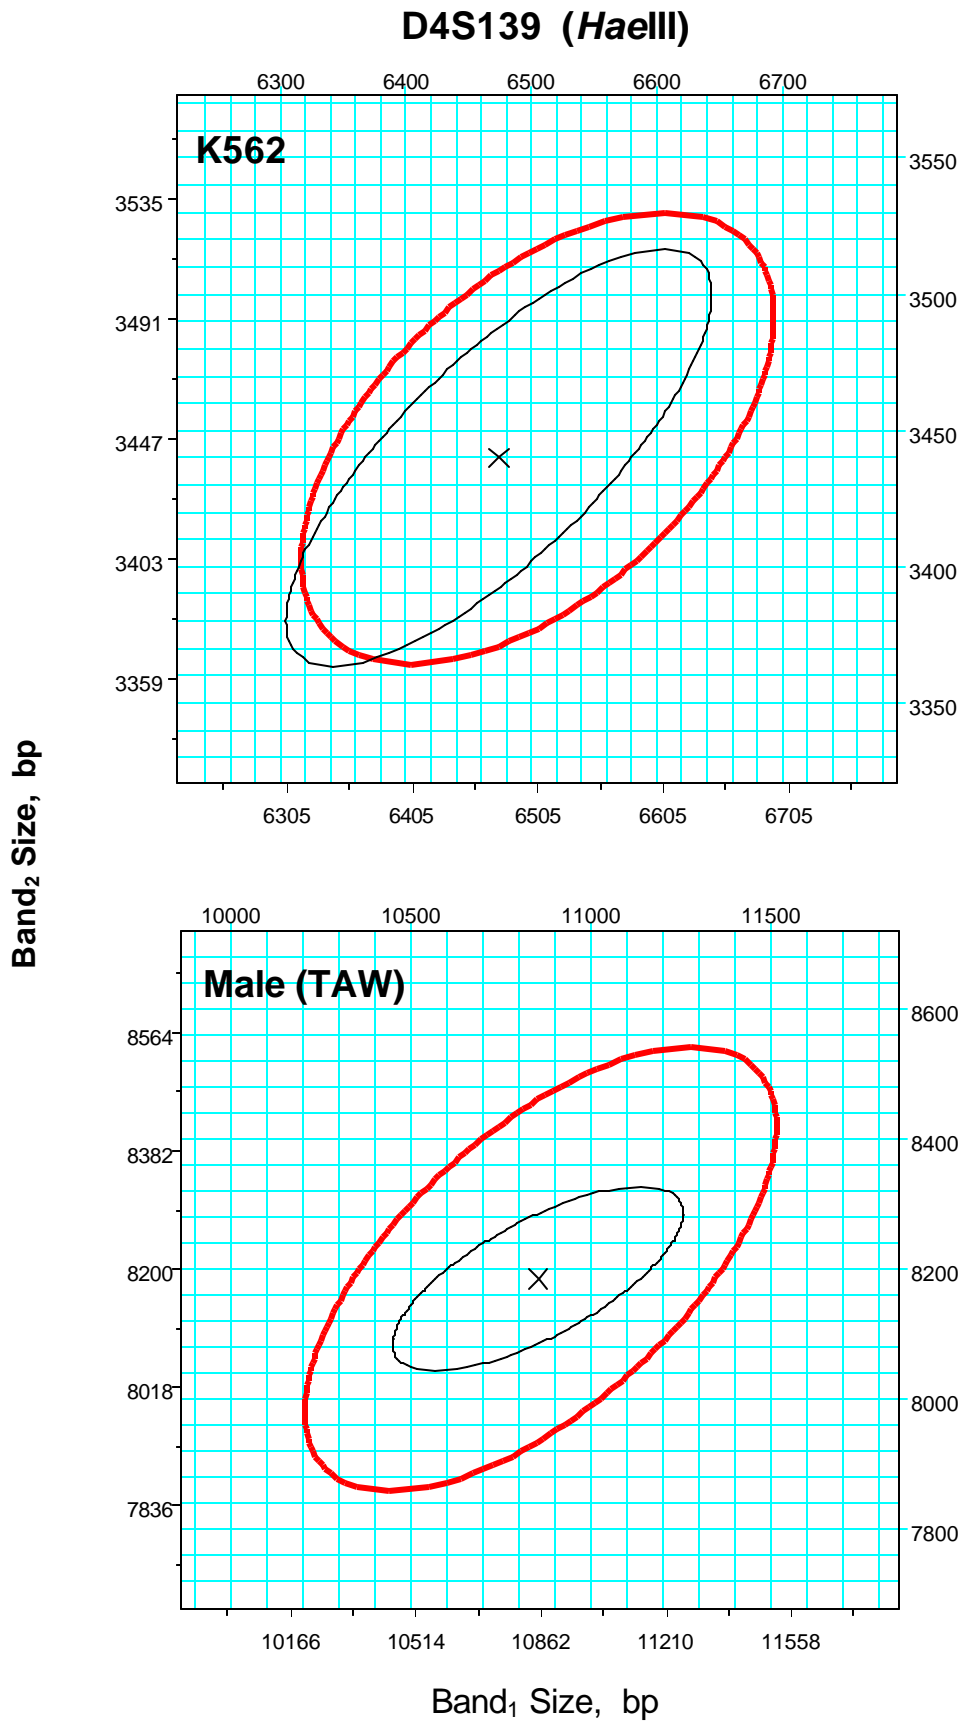 D4S139 (HaeIII)
6300 6400 6500 6600 6700
K562
3550
3535
3500
3491
3450
3447
3403
3400
3359
3350
6305 6405 6505 6605 6705
Band2 Size, bp
10000 10500 11000 11500
Male (TAW)
8600
8564
8400
8382
8200
8200
8018
8000
7836
7800
10166 10514 10862 11210 11558
Band1 Size, bp